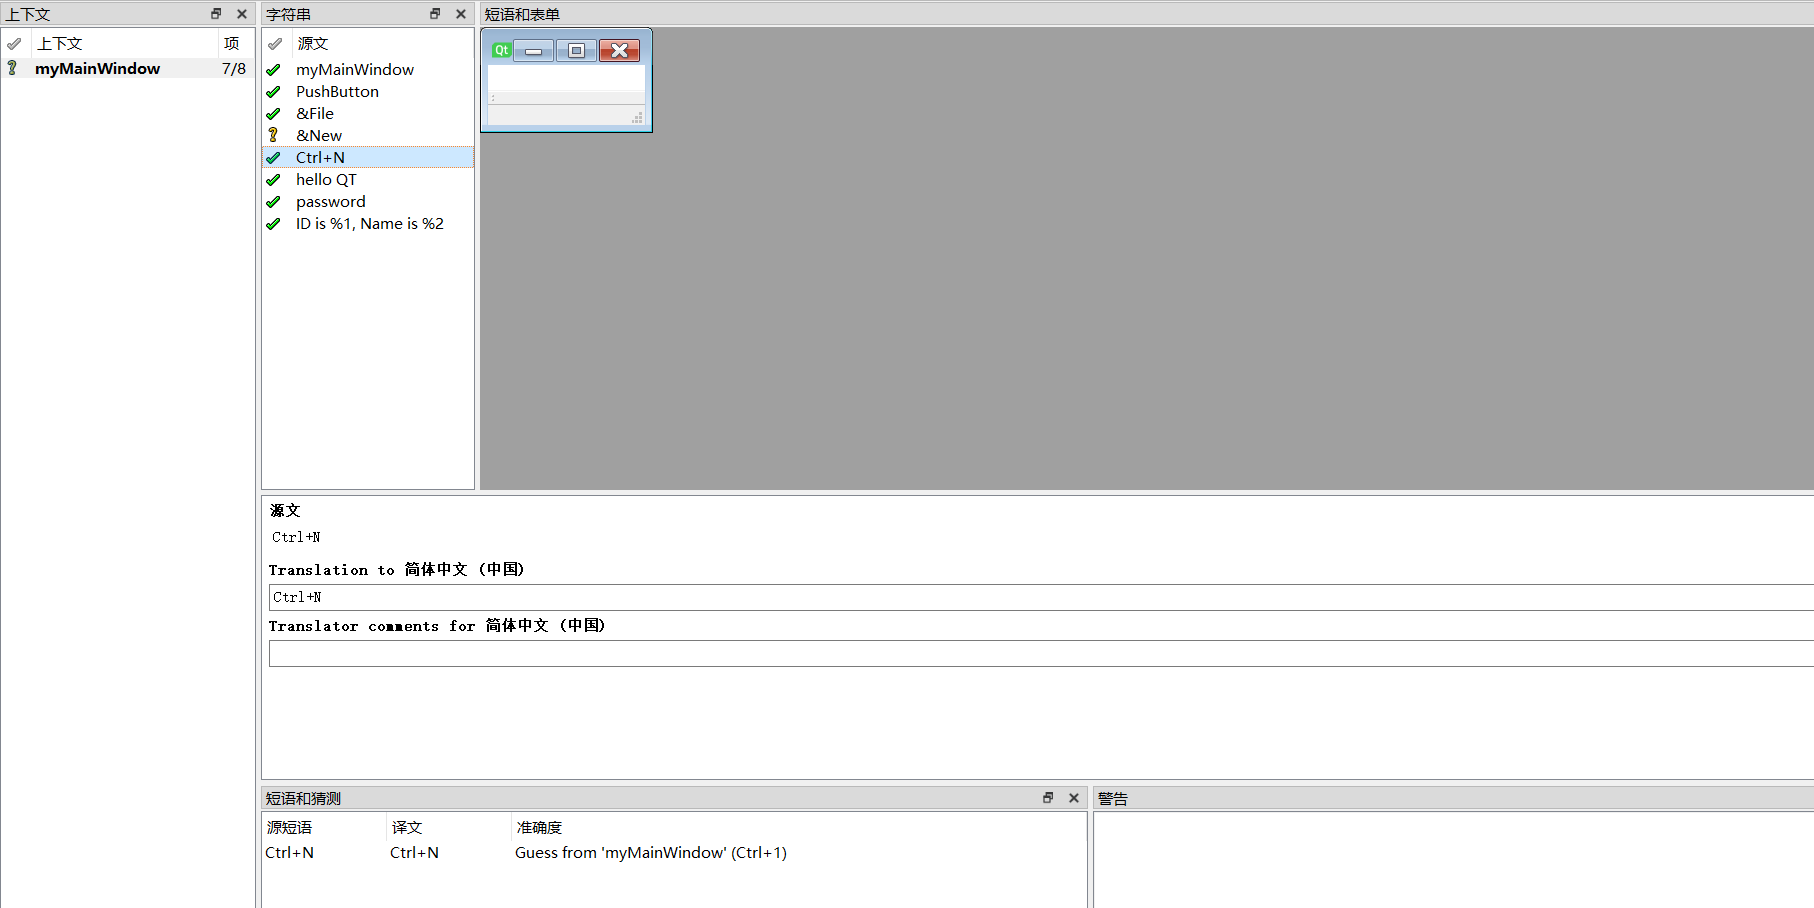 上下文
上下文 项
myMainWindow 7/8
字符串
源文
myMainWindow
PushButton
&File
&New
Ctrl+N
hello QT
password
ID is %1, Name is %2
短语和表单
Qt
源文
Ctrl+N
Translation to 简体中文 (中国)
Ctrl+N
Translator comments for 简体中文 (中国)
短语和猜测
源短语 译文 准确度
Ctrl+N Ctrl+N Guess from 'myMainWindow' (Ctrl+1)
警告